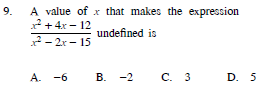 9. A value of x that makes the expression
x² + 4x – 12
x² – 2x – 15
undefined is
A. –6 B. –2 C. 3 D. 5